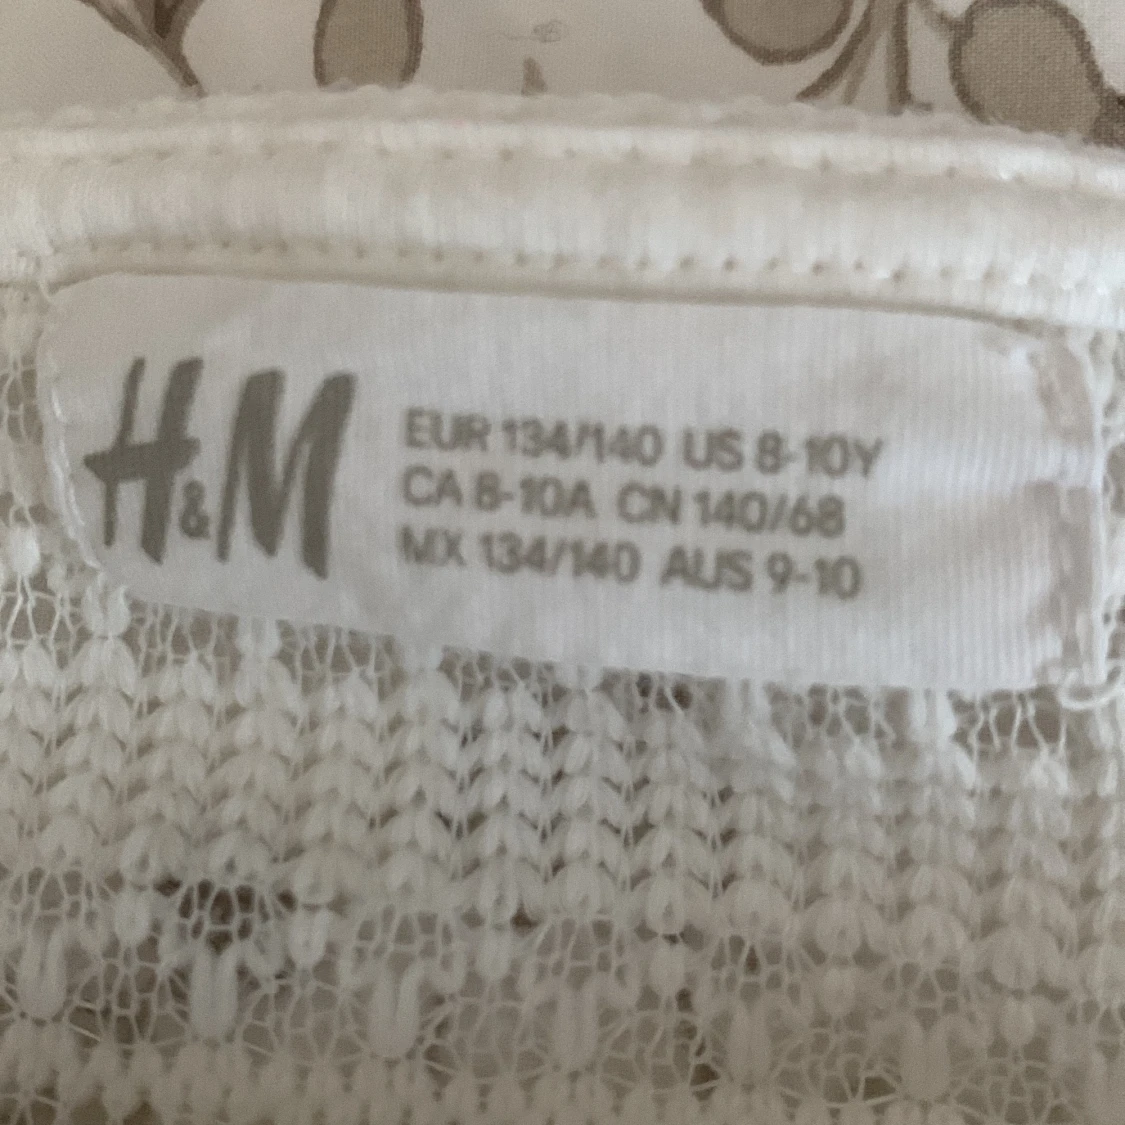 H&M
EUR 134/140 US 8-10Y
CA 8-10A CN 140/68
MX 134/140 AUS 9-10